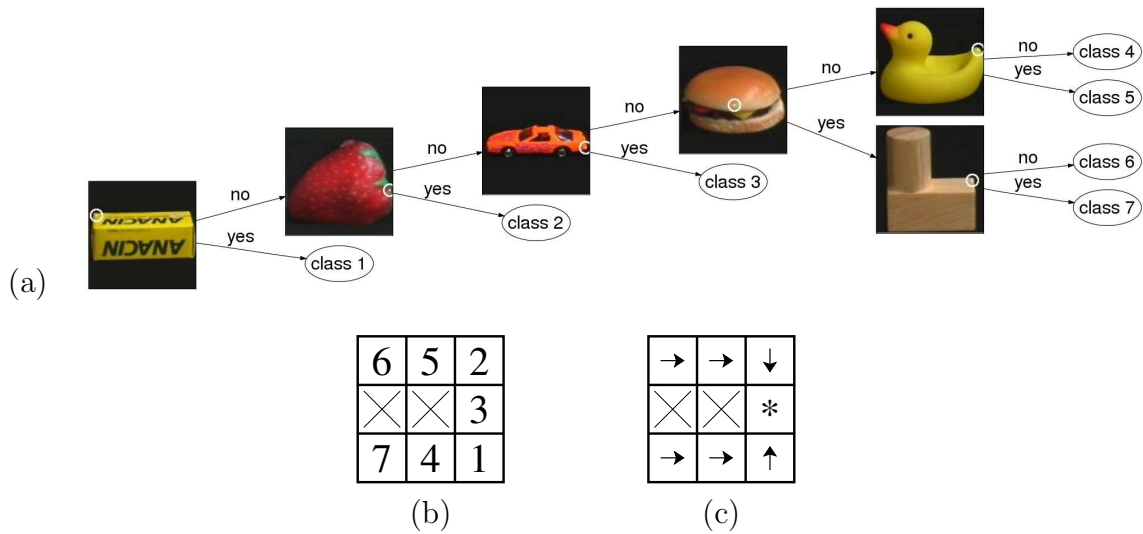 no
class 4
yes
class 5
no
yes
no
class 6
yes
class 7
no
yes
class 3
no
yes
class 2
no
yes
class 1
ANACIN
ANACIN
(a)
6 5 2
3
7 4 1
→ → ↓
*
→ → ↑
(b) (c)